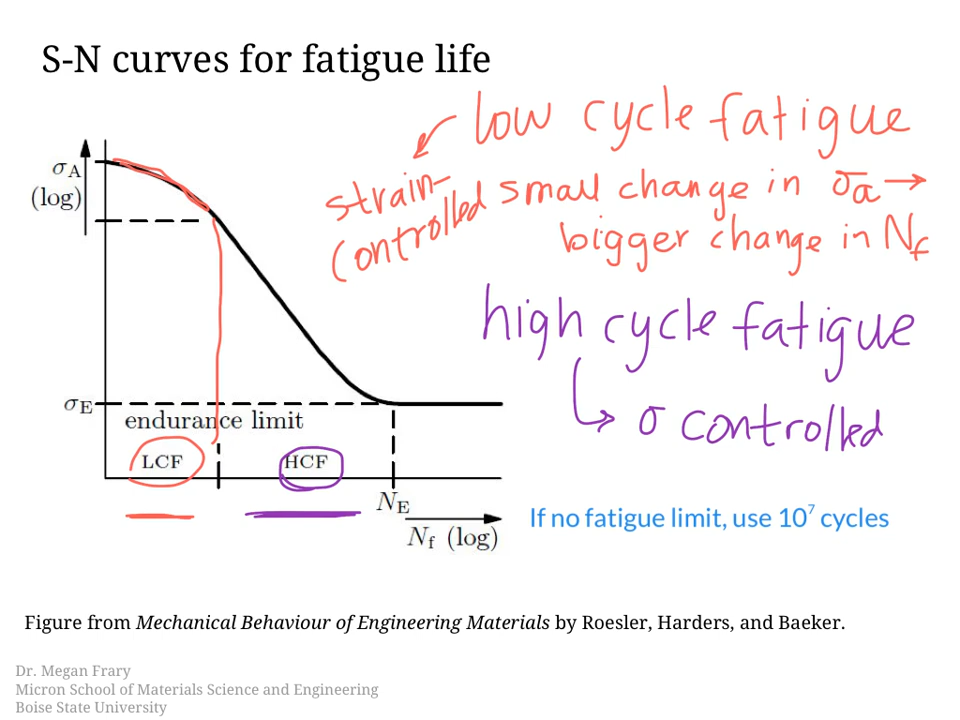 S-N curves for fatigue life
low cycle fatigue
strain-
controlled
small change in σa →
bigger change in Nf
high cycle fatigue
σ controlled
σA
(log)
σE
endurance limit
LCF
HCF
NE
Nf (log)
If no fatigue limit, use 10⁷ cycles
Figure from Mechanical Behaviour of Engineering Materials by Roesler, Harders, and Baeker.
Dr. Megan Frary
Micron School of Materials Science and Engineering
Boise State University